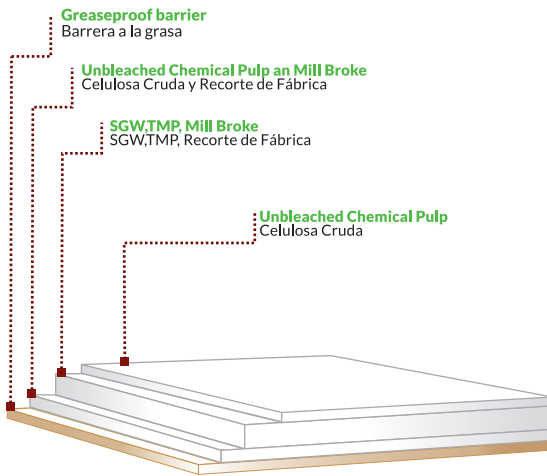 Greaseproof barrier
Barrera a la grasa
Unbleached Chemical Pulp an Mill Broke
Celulosa Cruda y Recorte de Fábrica
SGW,TMP, Mill Broke
SGW,TMP, Recorte de Fábrica
Unbleached Chemical Pulp
Celulosa Cruda